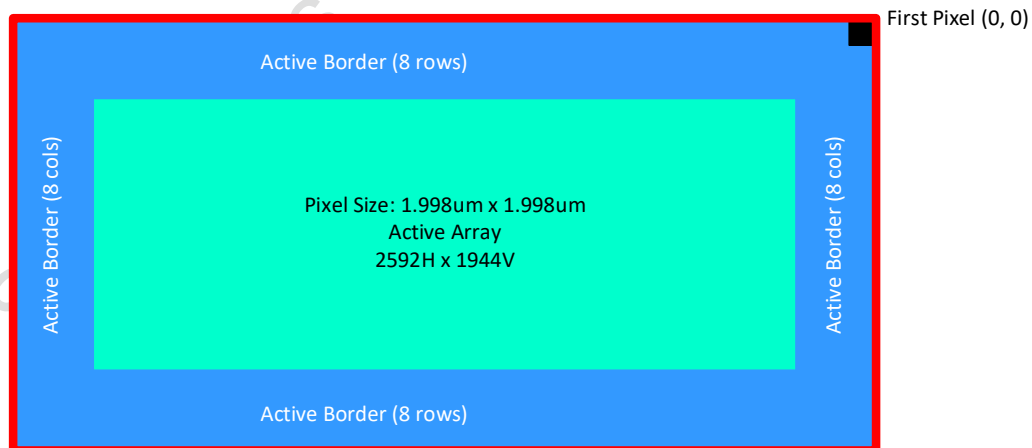 First Pixel (0, 0)
Active Border (8 rows)
Active Border (8 cols)
Pixel Size: 1.998um x 1.998um
Active Array
2592H x 1944V
Active Border (8 cols)
Active Border (8 rows)